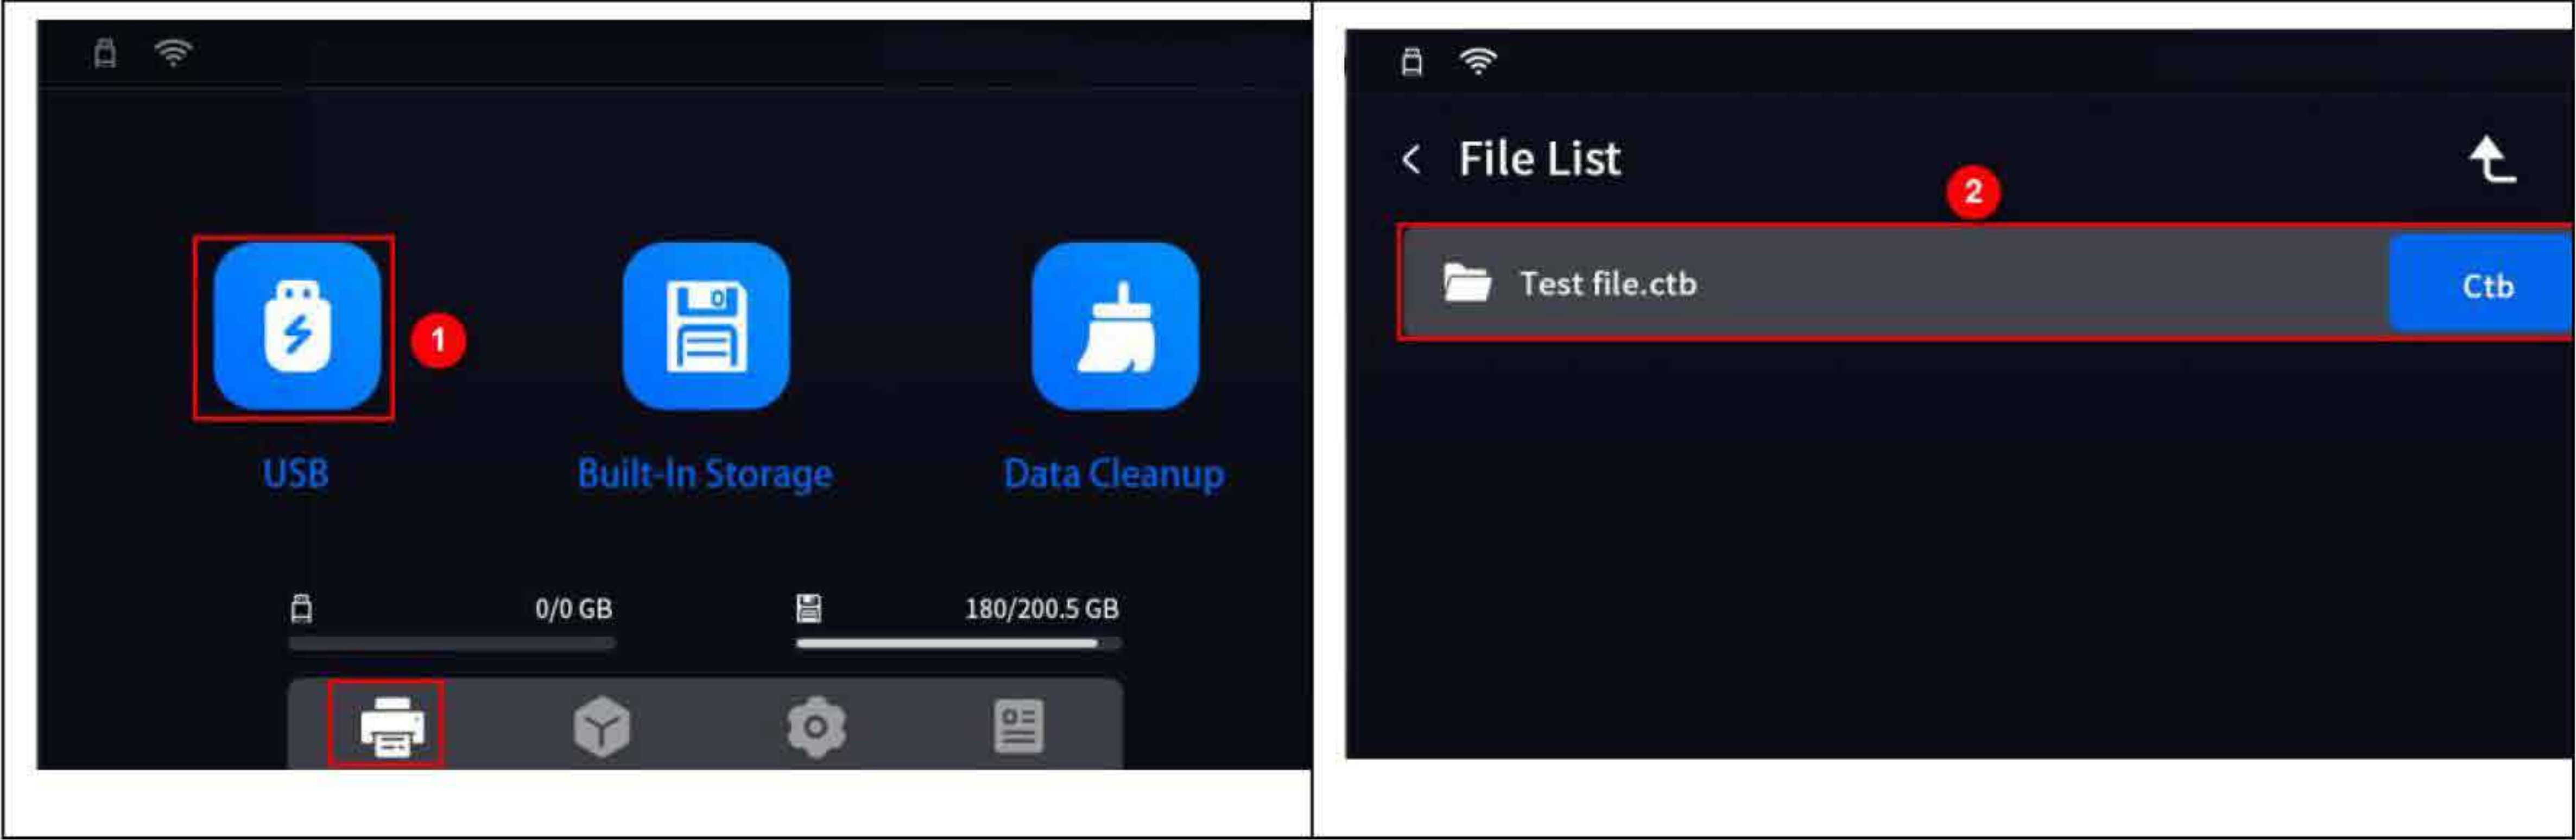 1
USB
Built-In Storage
Data Cleanup
0/0 GB
180/200.5 GB
File List
2
Test file.ctb
Ctb